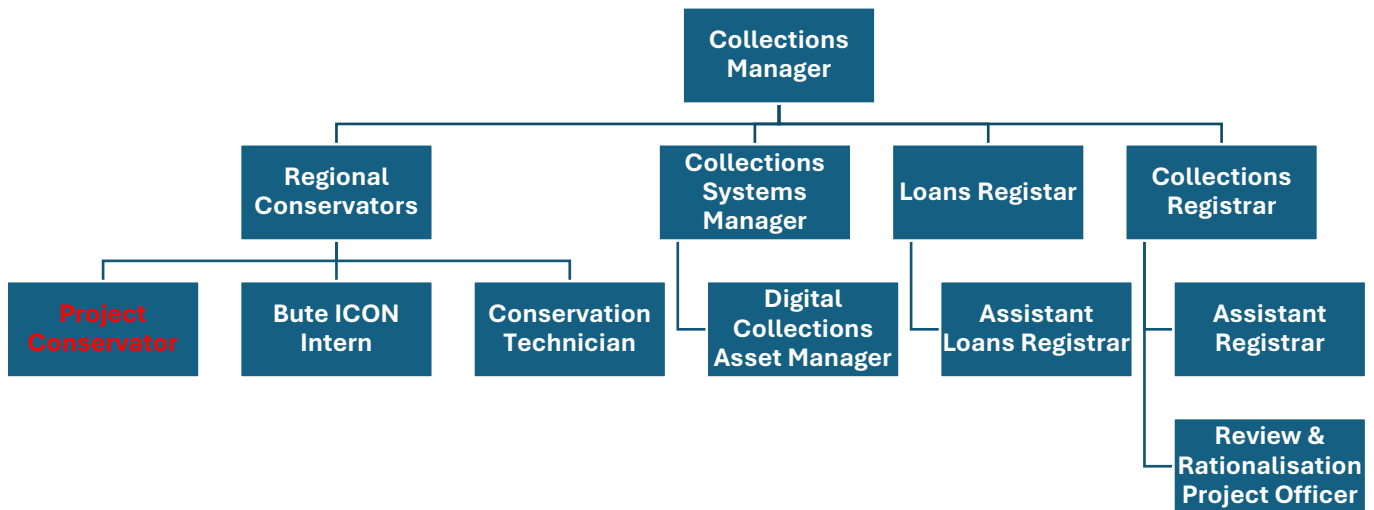 Collections
Manager
Regional
Conservators
Collections
Systems
Manager
Loans Registar
Collections
Registrar
Project
Conservator
Bute ICON
Intern
Conservation
Technician
Digital
Collections
Asset Manager
Assistant
Loans Registrar
Assistant
Registrar
Review &
Rationalisation
Project Officer